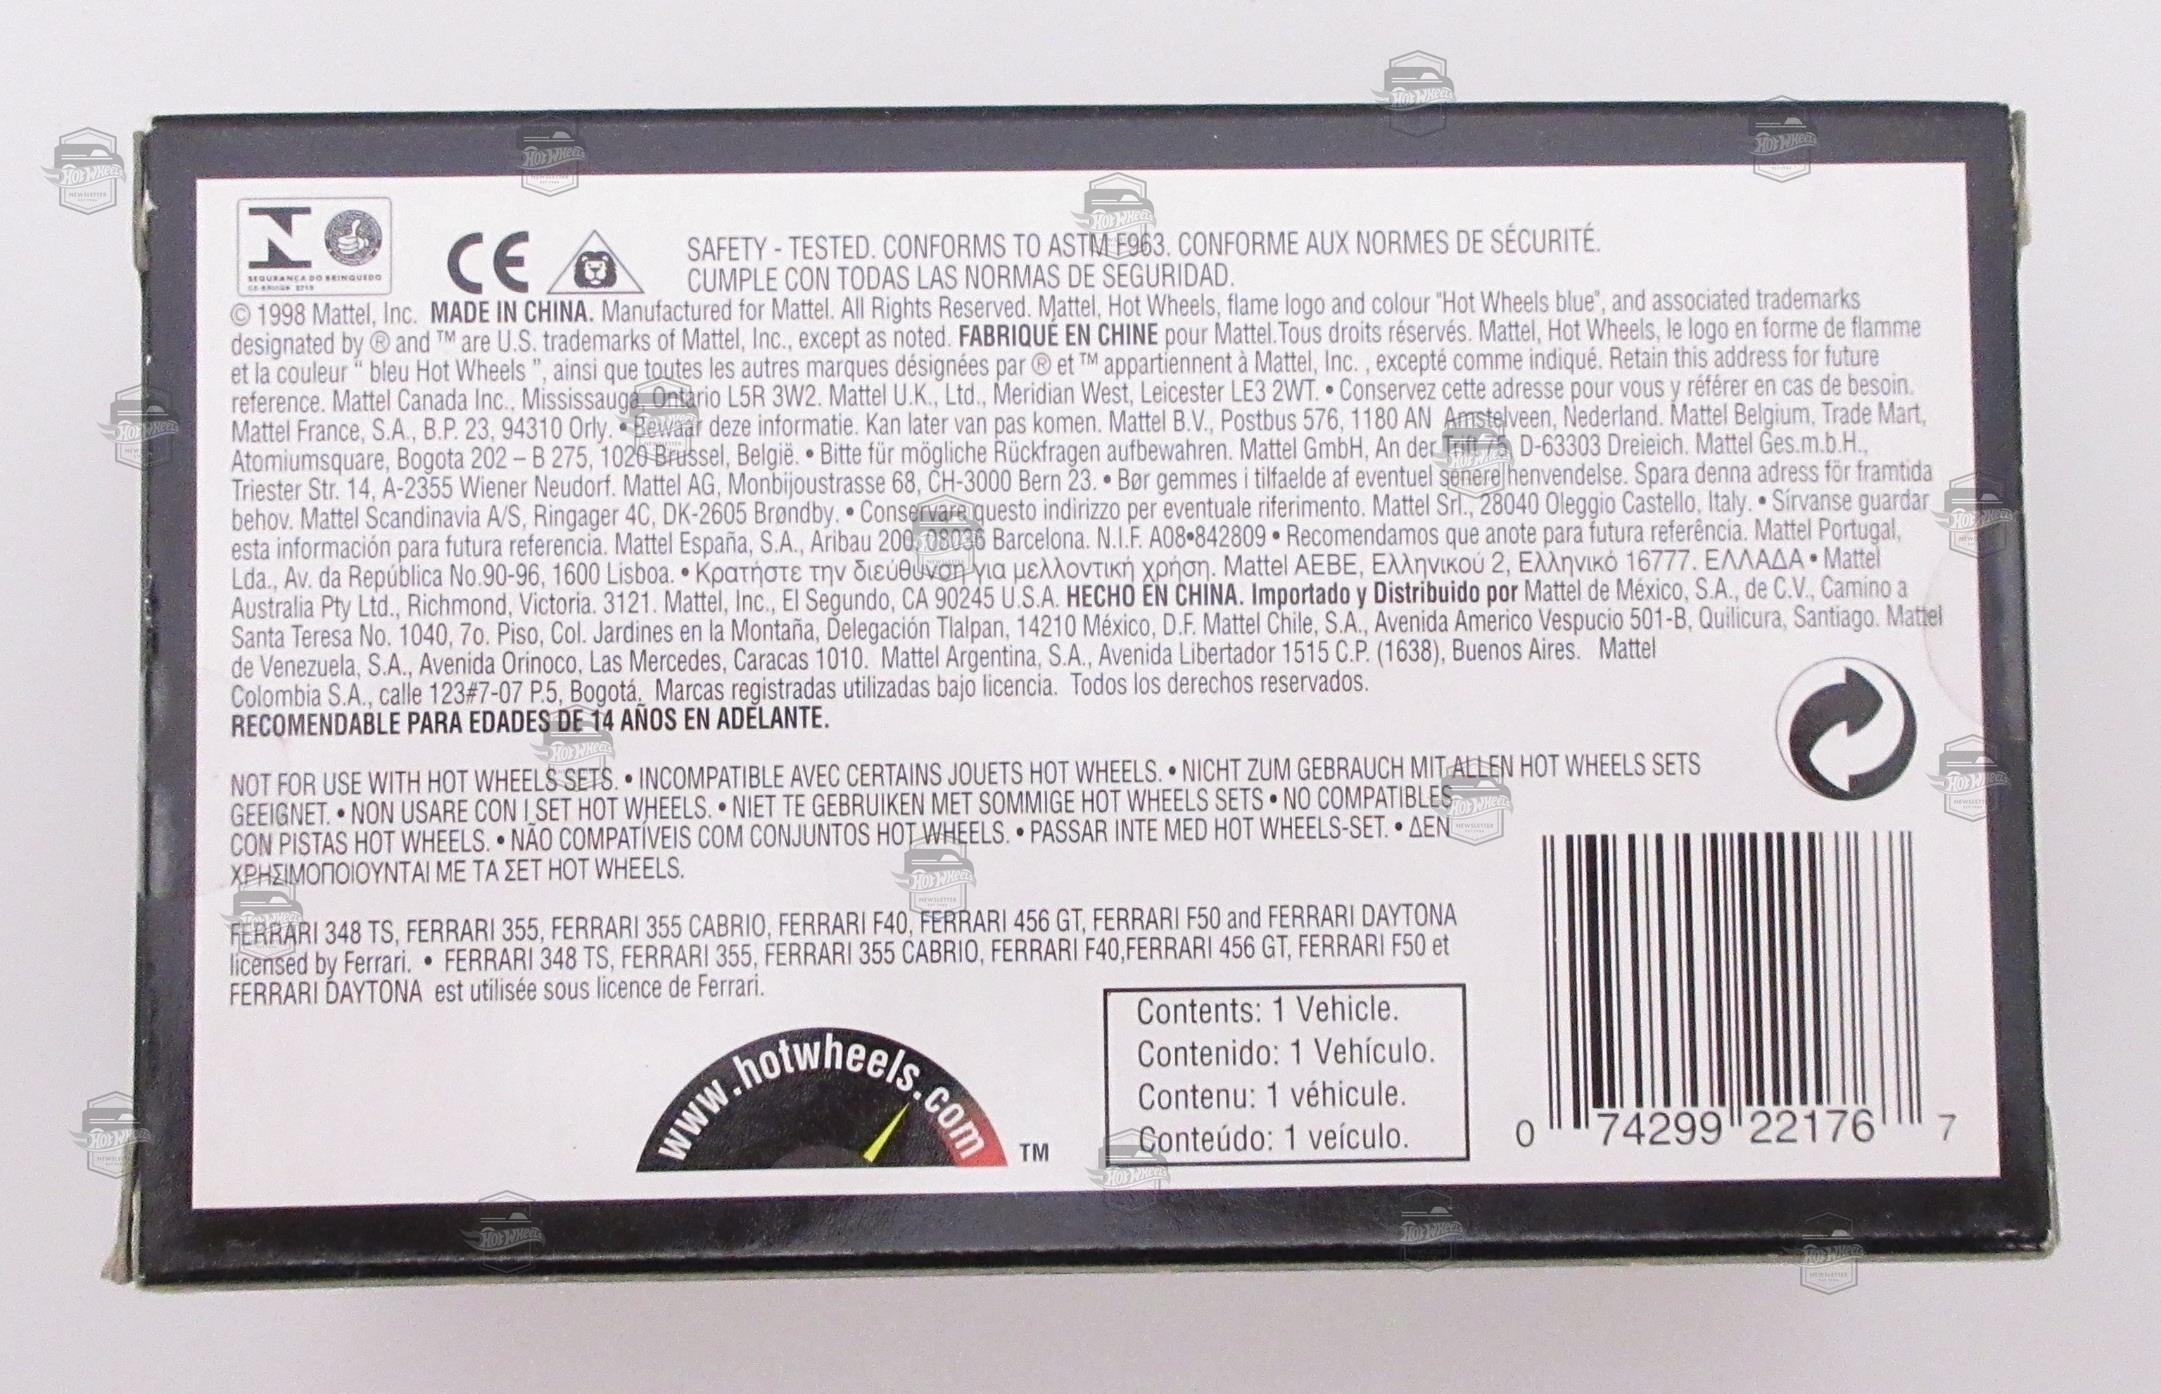 SEGURANÇA DO BRINQUEDO
CE
SAFETY - TESTED. CONFORMS TO ASTM F963. CONFORME AUX NORMES DE SÉCURITÉ.
CUMPLE CON TODAS LAS NORMAS DE SEGURIDAD.
© 1998 Mattel, Inc. MADE IN CHINA. Manufactured for Mattel. All Rights Reserved. Mattel, Hot Wheels, flame logo and colour "Hot Wheels blue", and associated trademarks
designated by ® and ™ are U.S. trademarks of Mattel, Inc., except as noted. FABRIQUÉ EN CHINE pour Mattel.Tous droits réservés. Mattel, Hot Wheels, le logo en forme de flamme
et la couleur " bleu Hot Wheels ", ainsi que toutes les autres marques désignées par ® et ™ appartiennent à Mattel, Inc. , excepté comme indiqué. Retain this address for future
reference. Mattel Canada Inc., Mississauga, Ontario L5R 3W2. Mattel U.K., Ltd., Meridian West, Leicester LE3 2WT. • Conservez cette adresse pour vous y référer en cas de besoin.
Mattel France, S.A., B.P. 23, 94310 Orly. • Bewaar deze informatie. Kan later van pas komen. Mattel B.V., Postbus 576, 1180 AN Amstelveen, Nederland. Mattel Belgium, Trade Mart,
Atomiumsquare, Bogota 202 – B 275, 1020 Brussel, België. • Bitte für mögliche Rückfragen aufbewahren. Mattel GmbH, An der Trift 75, D-63303 Dreieich. Mattel Ges.m.b.H.,
Triester Str. 14, A-2355 Wiener Neudorf. Mattel AG, Monbijoustrasse 68, CH-3000 Bern 23. • Bør gemmes i tilfaelde af eventuel senere henvendelse. Spara denna adress för framtida
behov. Mattel Scandinavia A/S, Ringager 4C, DK-2605 Brøndby. • Conservare questo indirizzo per eventuale riferimento. Mattel Srl., 28040 Oleggio Castello, Italy. • Sírvanse guardar
esta información para futura referencia. Mattel España, S.A., Aribau 200, 08036 Barcelona. N.I.F. A08•842809 • Recomendamos que anote para futura referência. Mattel Portugal,
Lda., Av. da República No.90-96, 1600 Lisboa. • Κρατήστε την διεύθυνση για μελλοντική χρήση. Mattel AEBE, Ελληνικού 2, Ελληνικό 16777. ΕΛΛΑΔΑ • Mattel
Australia Pty Ltd., Richmond, Victoria. 3121. Mattel, Inc., El Segundo, CA 90245 U.S.A. HECHO EN CHINA. Importado y Distribuido por Mattel de México, S.A., de C.V., Camino a
Santa Teresa No. 1040, 7o. Piso, Col. Jardines en la Montaña, Delegación Tlalpan, 14210 México, D.F. Mattel Chile, S.A., Avenida Americo Vespucio 501-B, Quilicura, Santiago. Mattel
de Venezuela, S.A., Avenida Orinoco, Las Mercedes, Caracas 1010. Mattel Argentina, S.A., Avenida Libertador 1515 C.P. (1638), Buenos Aires. Mattel
Colombia S.A., calle 123#7-07 P.5, Bogotá. Marcas registradas utilizadas bajo licencia. Todos los derechos reservados.
RECOMENDABLE PARA EDADES DE 14 AÑOS EN ADELANTE.
NOT FOR USE WITH HOT WHEELS SETS. • INCOMPATIBLE AVEC CERTAINS JOUETS HOT WHEELS. • NICHT ZUM GEBRAUCH MIT ALLEN HOT WHEELS SETS
GEEIGNET. • NON USARE CON I SET HOT WHEELS. • NIET TE GEBRUIKEN MET SOMMIGE HOT WHEELS SETS • NO COMPATIBLES
CON PISTAS HOT WHEELS. • NÃO COMPATÍVEIS COM CONJUNTOS HOT WHEELS. • PASSAR INTE MED HOT WHEELS-SET. • ΔΕΝ
ΧΡΗΣΙΜΟΠΟΙΟΥΝΤΑΙ ΜΕ ΤΑ ΣΕΤ HOT WHEELS.
FERRARI 348 TS, FERRARI 355, FERRARI 355 CABRIO, FERRARI F40, FERRARI 456 GT, FERRARI F50 and FERRARI DAYTONA
licensed by Ferrari. • FERRARI 348 TS, FERRARI 355, FERRARI 355 CABRIO, FERRARI F40,FERRARI 456 GT, FERRARI F50 et
FERRARI DAYTONA est utilisée sous licence de Ferrari.
www.hotwheels.com ™
Contents: 1 Vehicle.
Contenido: 1 Vehículo.
Contenu: 1 véhicule.
Conteúdo: 1 veículo.
0 74299 22176 7